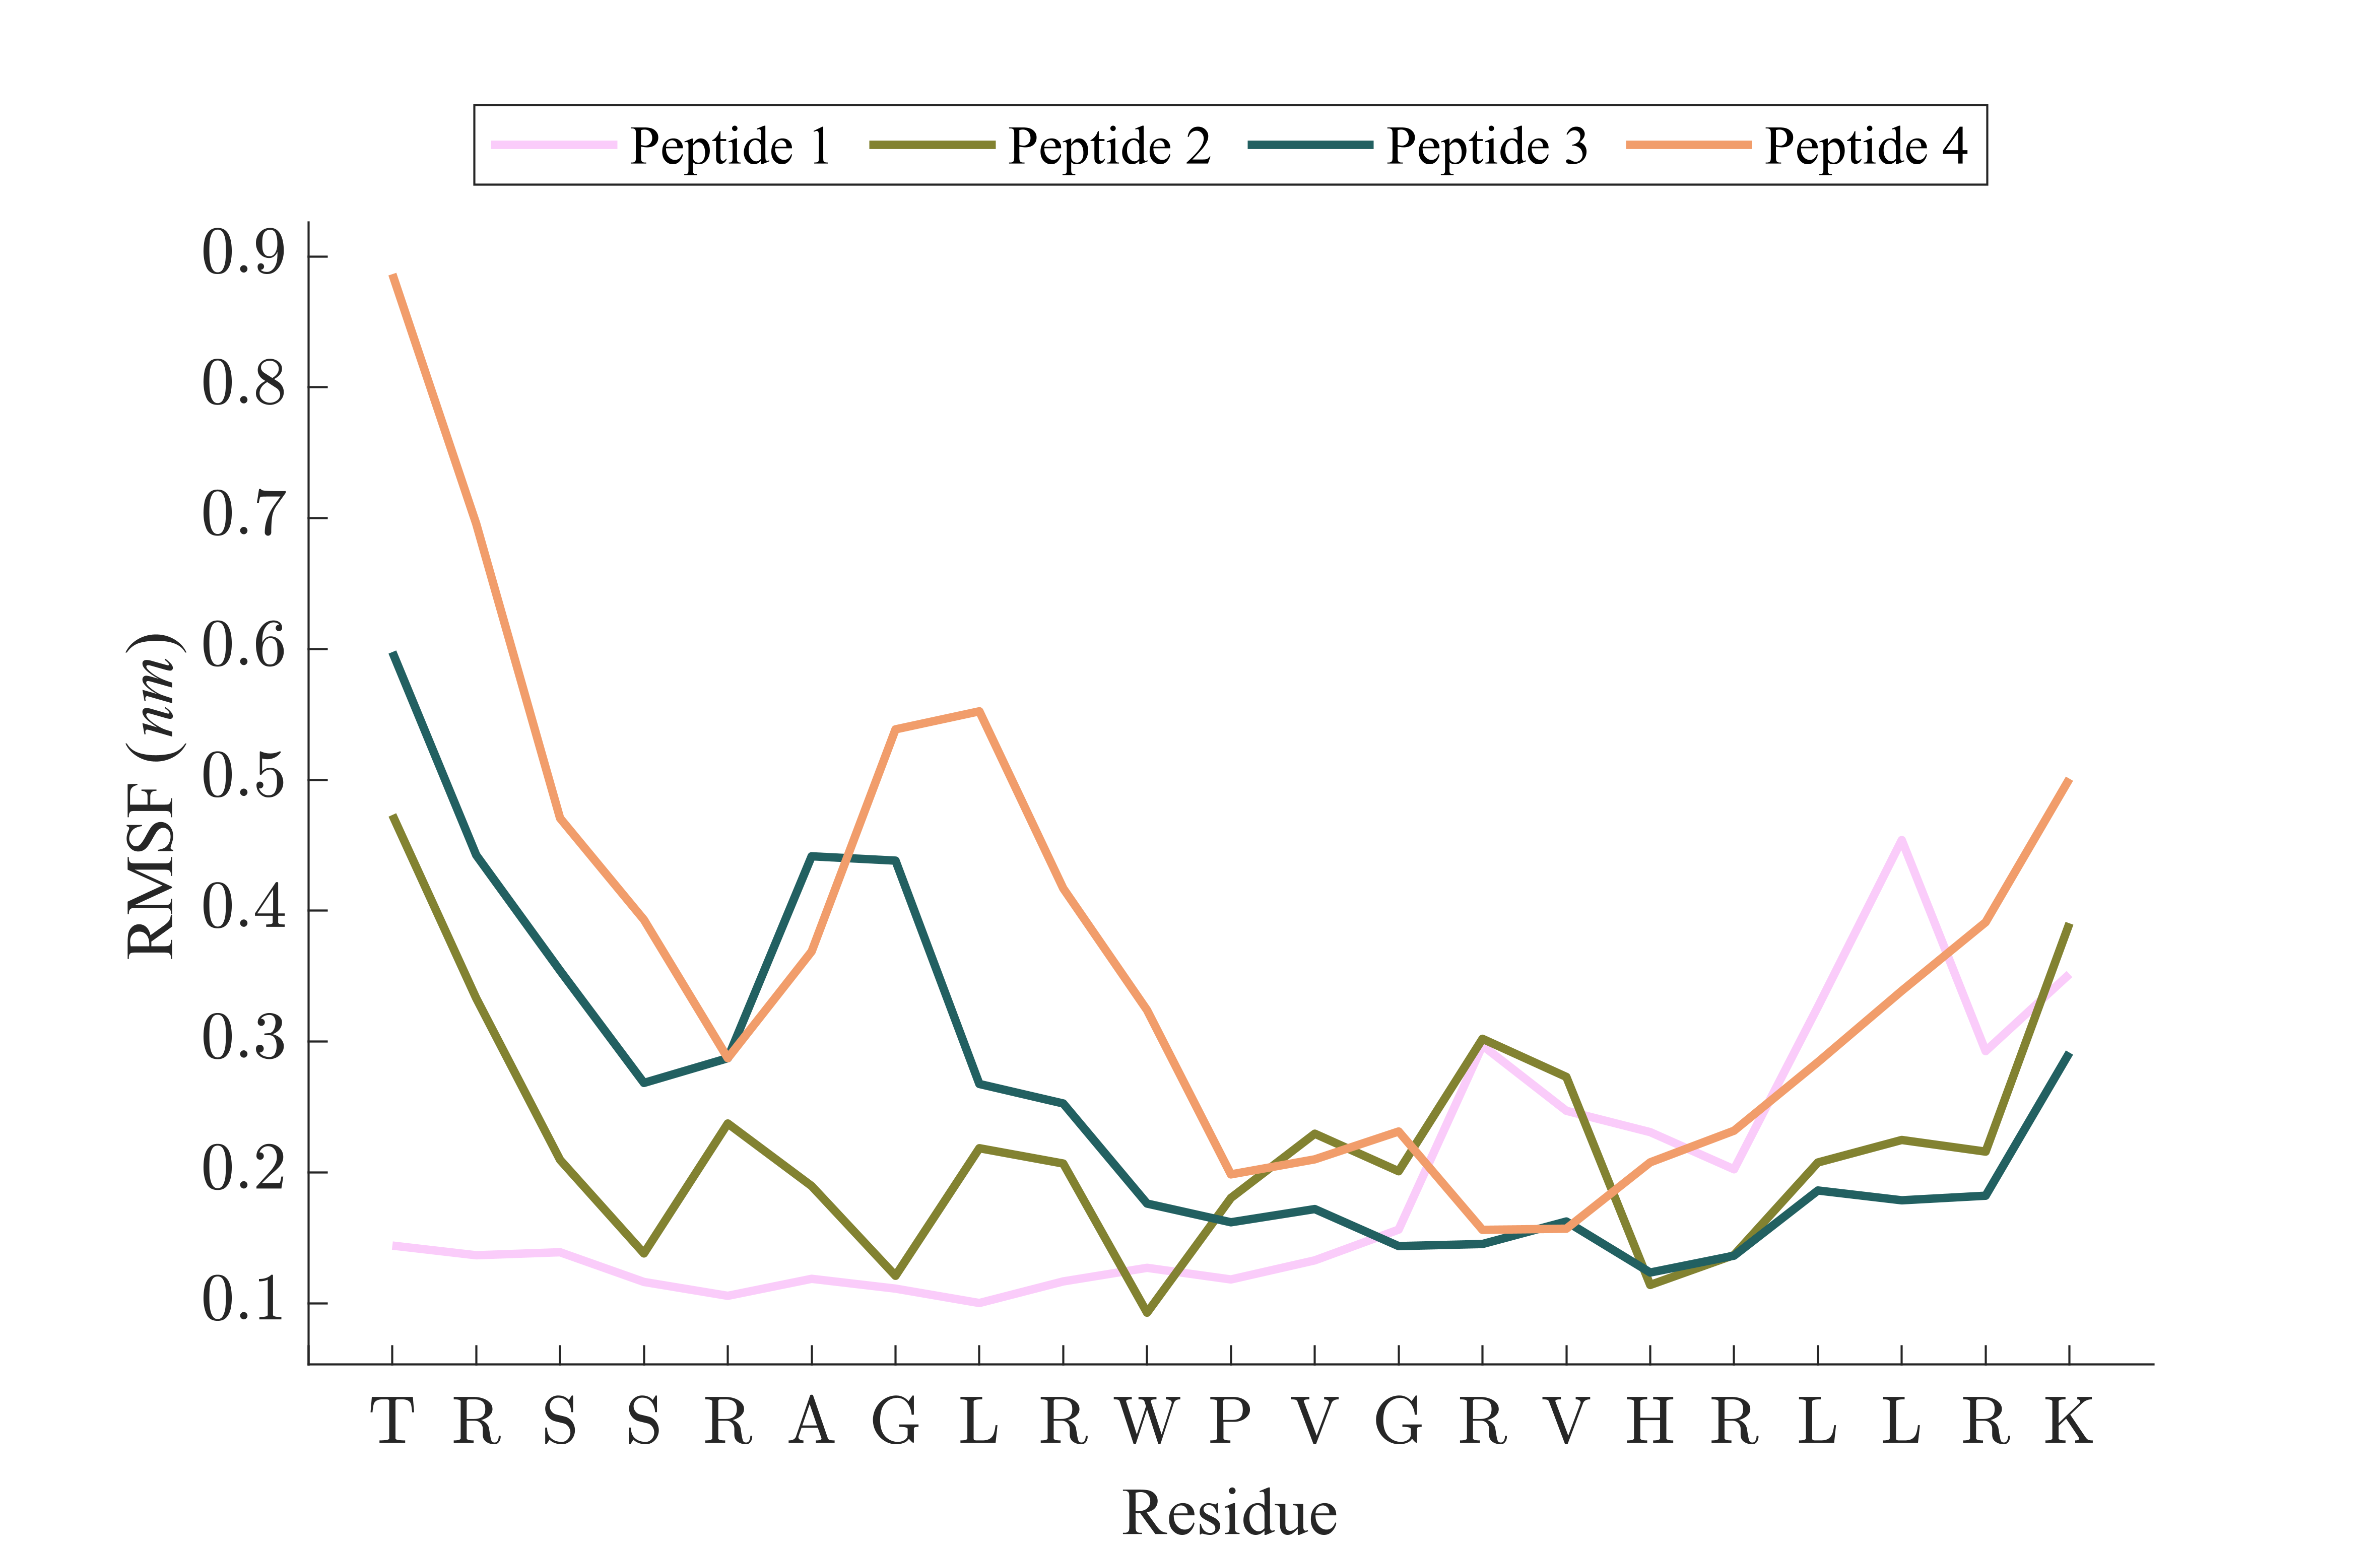 Peptide 1 Peptide 2 Peptide 3 Peptide 4
0.9
0.8
0.7
0.6
0.5
0.4
0.3
0.2
0.1
RMSF (nm)
T R S S R A G L R W P V G R V H R L L R K
Residue